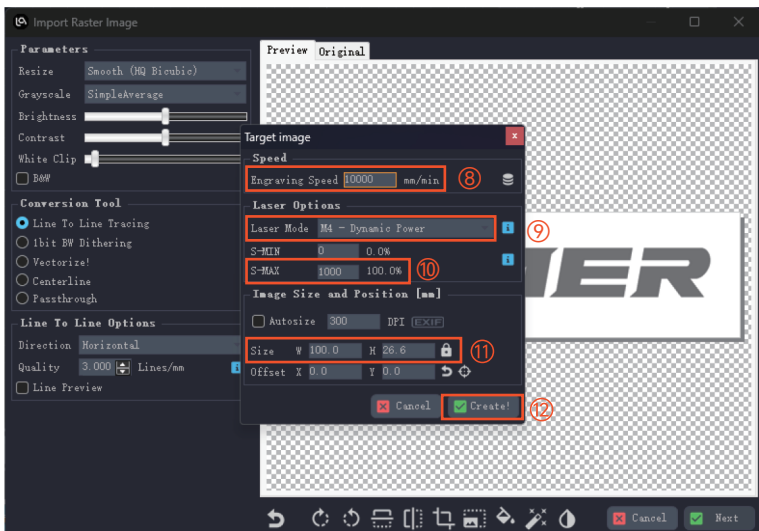 Import Raster Image
Parameters
Resize Smooth (HQ Bicubic)
Grayscale SimpleAverage
Brightness
Contrast
White Clip
B&W
Conversion Tool
Line To Line Tracing
1bit BW Dithering
Vectorize!
Centerline
Passthrough
Line To Line Options
Direction Horizontal
Quality 3.000 Lines/mm
Line Preview
Preview Original
Target image
Speed
Engraving Speed 10000 mm/min ⑧
Laser Options
Laser Mode M4 - Dynamic Power ⑨
S-MIN 0 0.0%
S-MAX 1000 100.0% ⑩
Image Size and Position [mm]
Autosize 300 DPI EXIF
Size W 100.0 H 26.6 ⑪
Offset X 0.0 Y 0.0
Cancel Create! ⑫
ER
Cancel Next